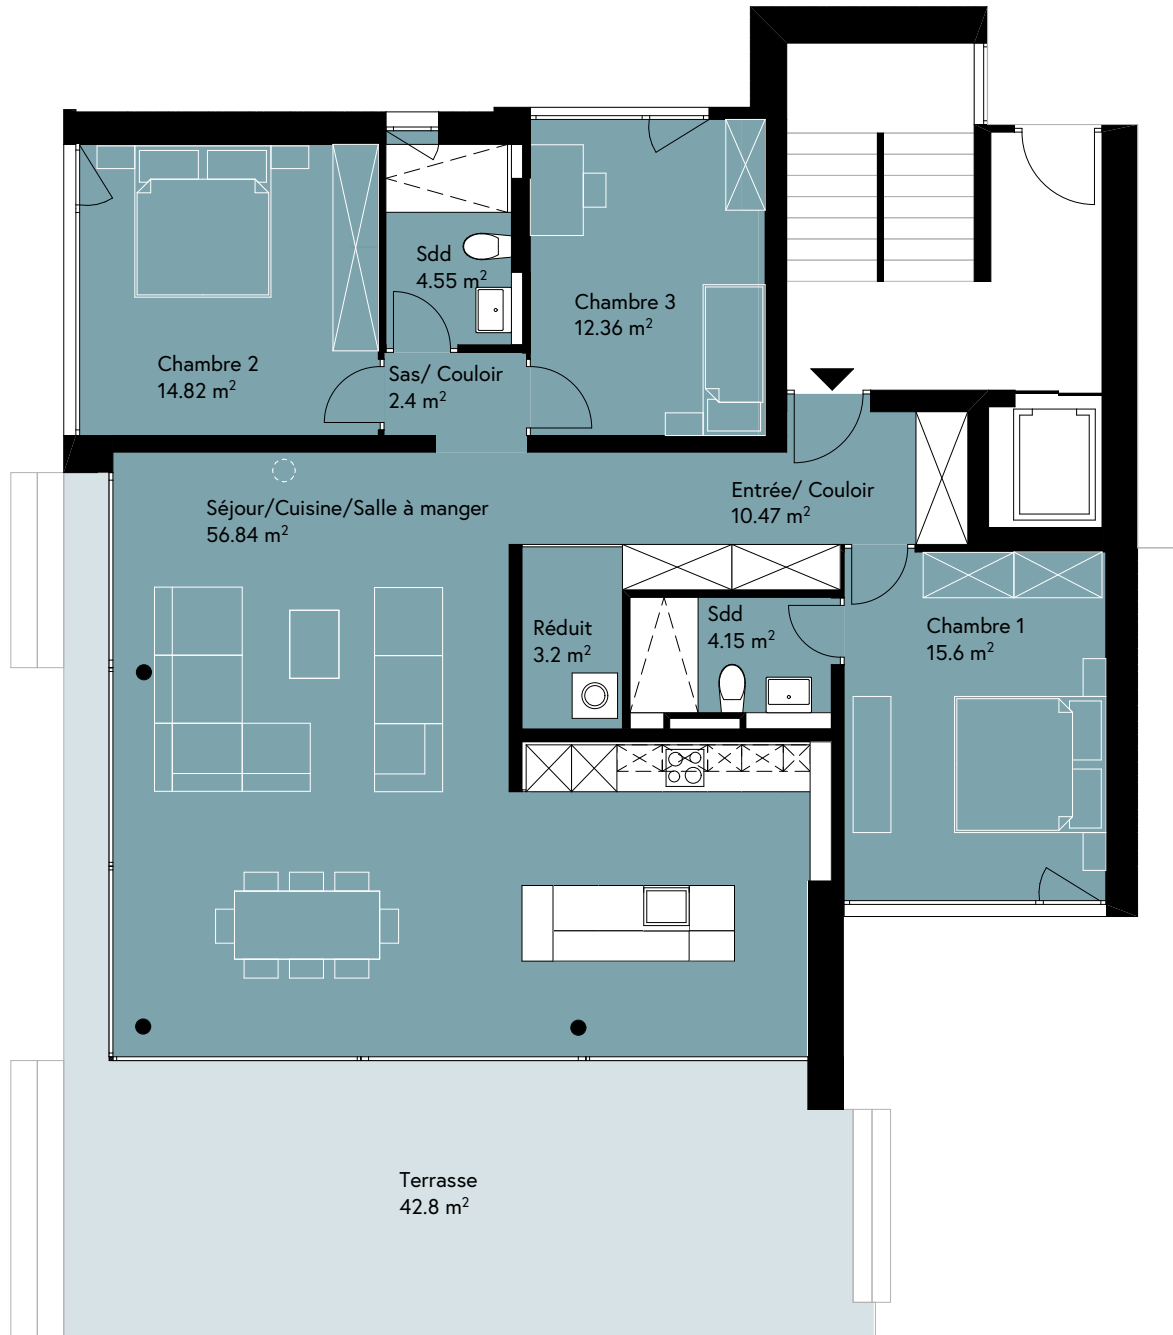 Sdd
4.55 m²
Chambre 3
12.36 m²
Chambre 2
14.82 m²
Sas/ Couloir
2.4 m²
Entrée/ Couloir
10.47 m²
Séjour/Cuisine/Salle à manger
56.84 m²
Sdd
4.15 m²
Réduit
3.2 m²
Chambre 1
15.6 m²
Terrasse
42.8 m²